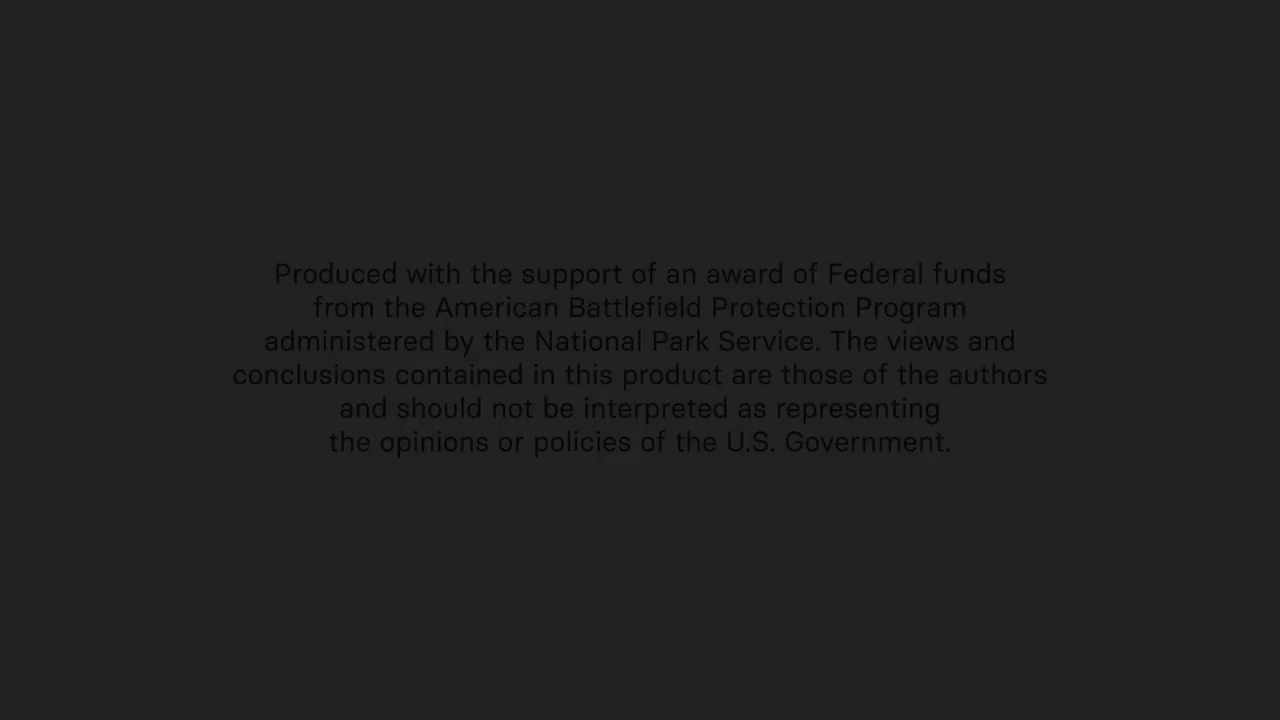 Produced with the support of an award of Federal funds
from the American Battlefield Protection Program
administered by the National Park Service. The views and
conclusions contained in this product are those of the authors
and should not be interpreted as representing
the opinions or policies of the U.S. Government.